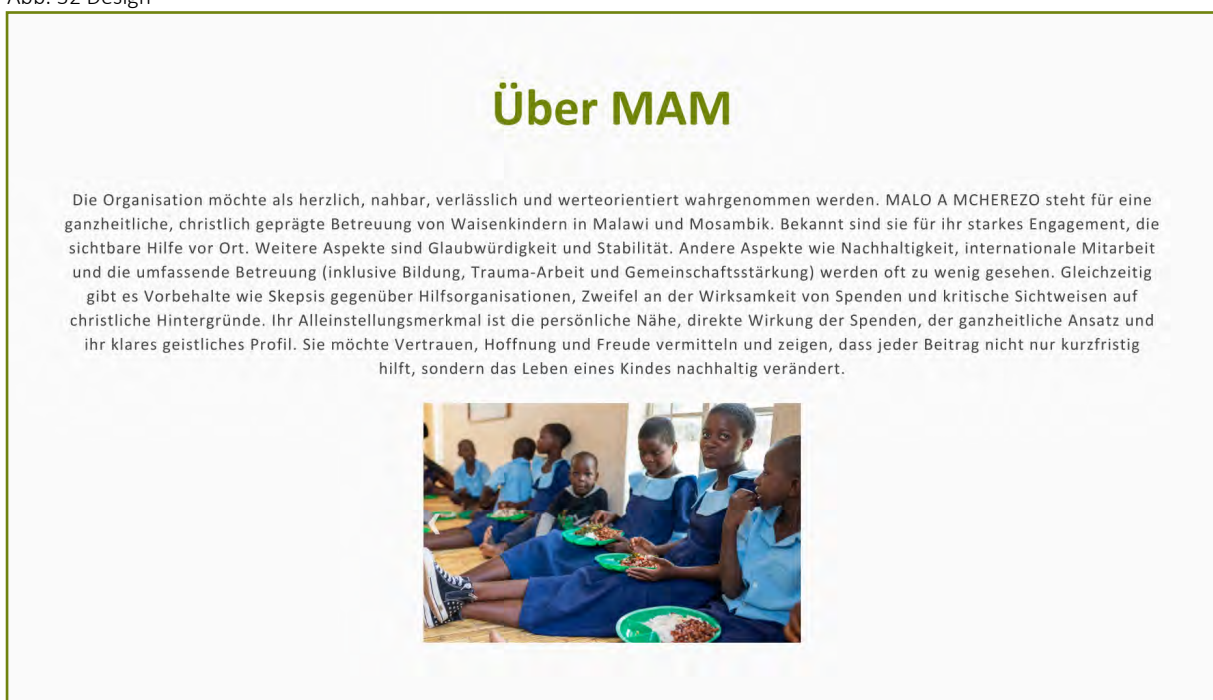 Abb. 32 Design
Über MAM
Die Organisation möchte als herzlich, nahbar, verlässlich und werteorientiert wahrgenommen werden. MALO A MCHEREZO steht für eine
ganzheitliche, christlich geprägte Betreuung von Waisenkindern in Malawi und Mosambik. Bekannt sind sie für ihr starkes Engagement, die
sichtbare Hilfe vor Ort. Weitere Aspekte sind Glaubwürdigkeit und Stabilität. Andere Aspekte wie Nachhaltigkeit, internationale Mitarbeit
und die umfassende Betreuung (inklusive Bildung, Trauma-Arbeit und Gemeinschaftsstärkung) werden oft zu wenig gesehen. Gleichzeitig
gibt es Vorbehalte wie Skepsis gegenüber Hilfsorganisationen, Zweifel an der Wirksamkeit von Spenden und kritische Sichtweisen auf
christliche Hintergründe. Ihr Alleinstellungsmerkmal ist die persönliche Nähe, direkte Wirkung der Spenden, der ganzheitliche Ansatz und
ihr klares geistliches Profil. Sie möchte Vertrauen, Hoffnung und Freude vermitteln und zeigen, dass jeder Beitrag nicht nur kurzfristig
hilft, sondern das Leben eines Kindes nachhaltig verändert.